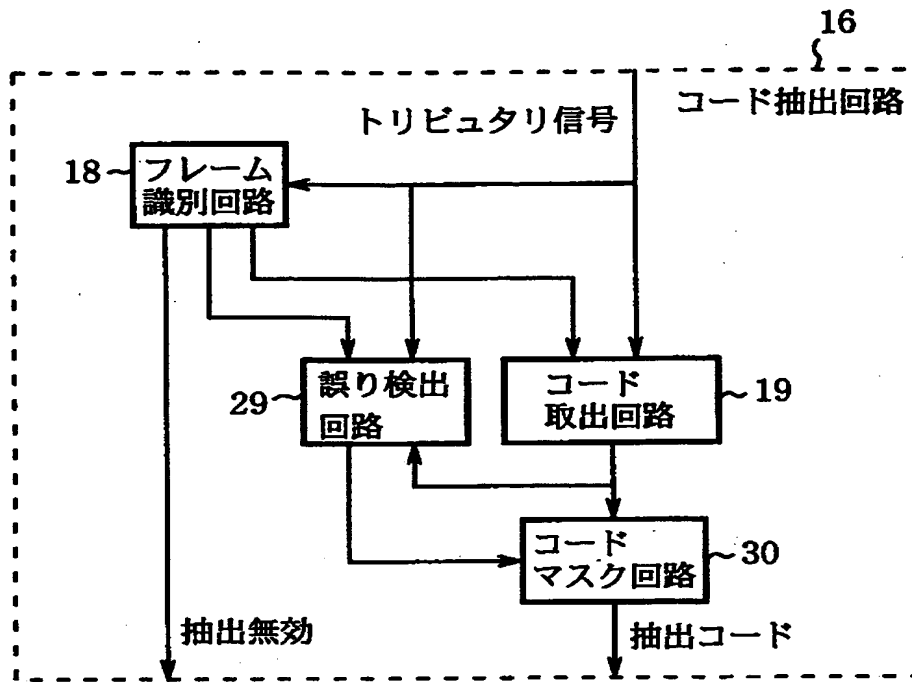 16
コード抽出回路
トリビュタリ信号
18
フレーム
識別回路
29
誤り検出
回路
コード
取出回路
19
コード
マスク回路
30
抽出無効
抽出コード